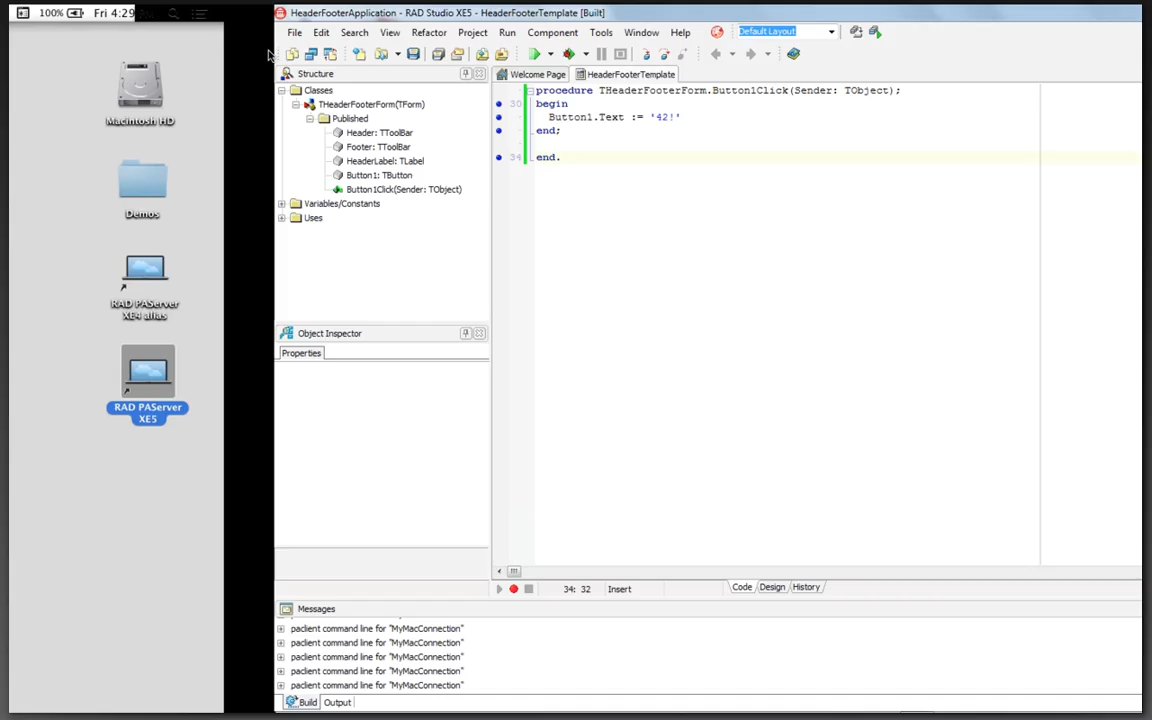 100% Fri 4:29
Macintosh HD
Demos
RAD PAServer
XE4 alias
RAD PAServer
XE5
HeaderFooterApplication - RAD Studio XE5 - HeaderFooterTemplate [Built]
File Edit Search View Refactor Project Run Component Tools Window Help
Default Layout
Structure
Classes
THeaderFooterForm(TForm)
Published
Header: TToolBar
Footer: TToolBar
HeaderLabel: TLabel
Button1: TButton
Button1Click(Sender: TObject)
Variables/Constants
Uses
Object Inspector
Properties
Welcome Page HeaderFooterTemplate
procedure THeaderFooterForm.Button1Click(Sender: TObject);
30 begin
Button1.Text := '42!'
end;
34 end.
34: 32 Insert
Code Design History
Messages
paclient command line for "MyMacConnection"
paclient command line for "MyMacConnection"
paclient command line for "MyMacConnection"
paclient command line for "MyMacConnection"
paclient command line for "MyMacConnection"
Build Output